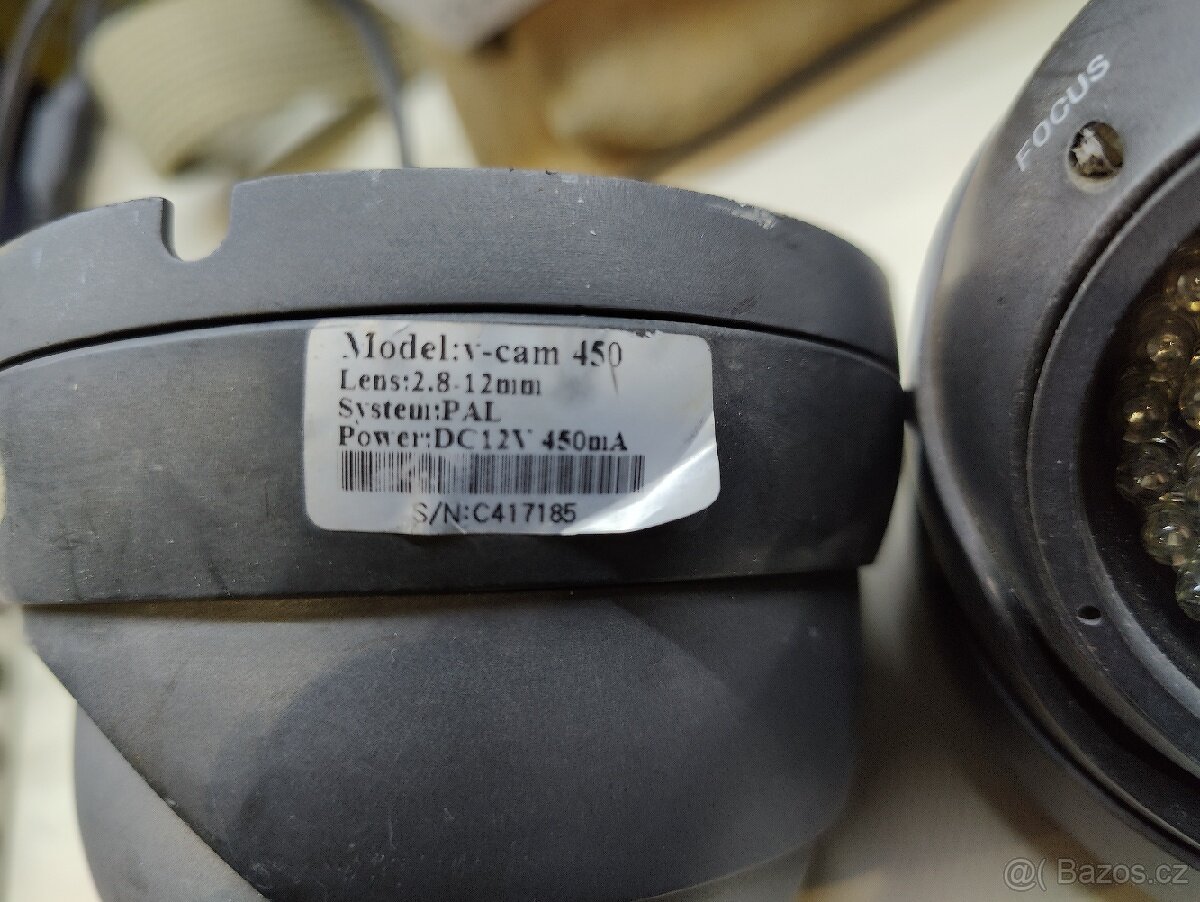 FOCUS
Model:v-cam 450
Lens:2.8-12mm
System:PAL
Power:DC12V 450mA
S/N:C417185
@( Bazos.cz